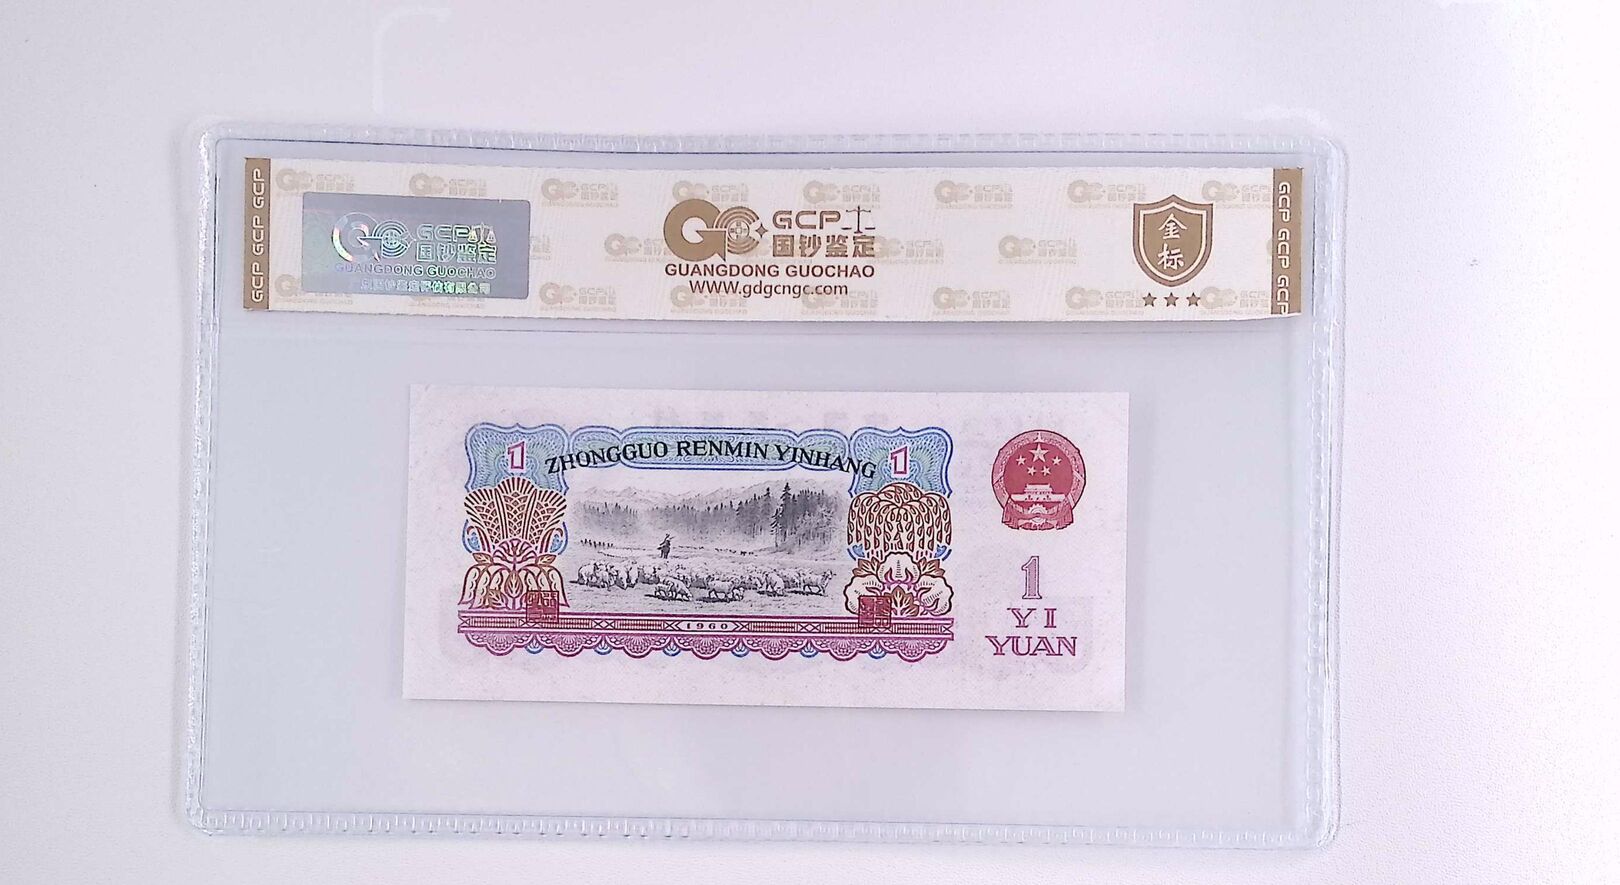 GCP GCP GCP
GCP
国钞鉴定
GUANGDONG GUOCHAO
GCP
国钞鉴定
GUANGDONG GUOCHAO
www.gdgcngc.com
金
标
GCP GCP GCP
1
ZHONGGUO RENMIN YINHANG
1
1
YI
YUAN
1960